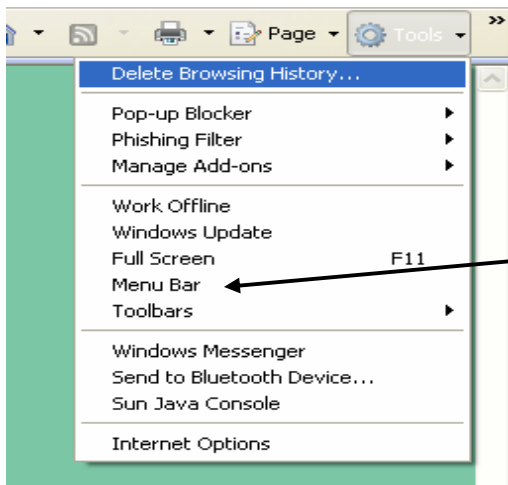 Page Tools »
Delete Browsing History...
Pop-up Blocker
Phishing Filter
Manage Add-ons
Work Offline
Windows Update
Full Screen F11
Menu Bar
Toolbars
Windows Messenger
Send to Bluetooth Device...
Sun Java Console
Internet Options